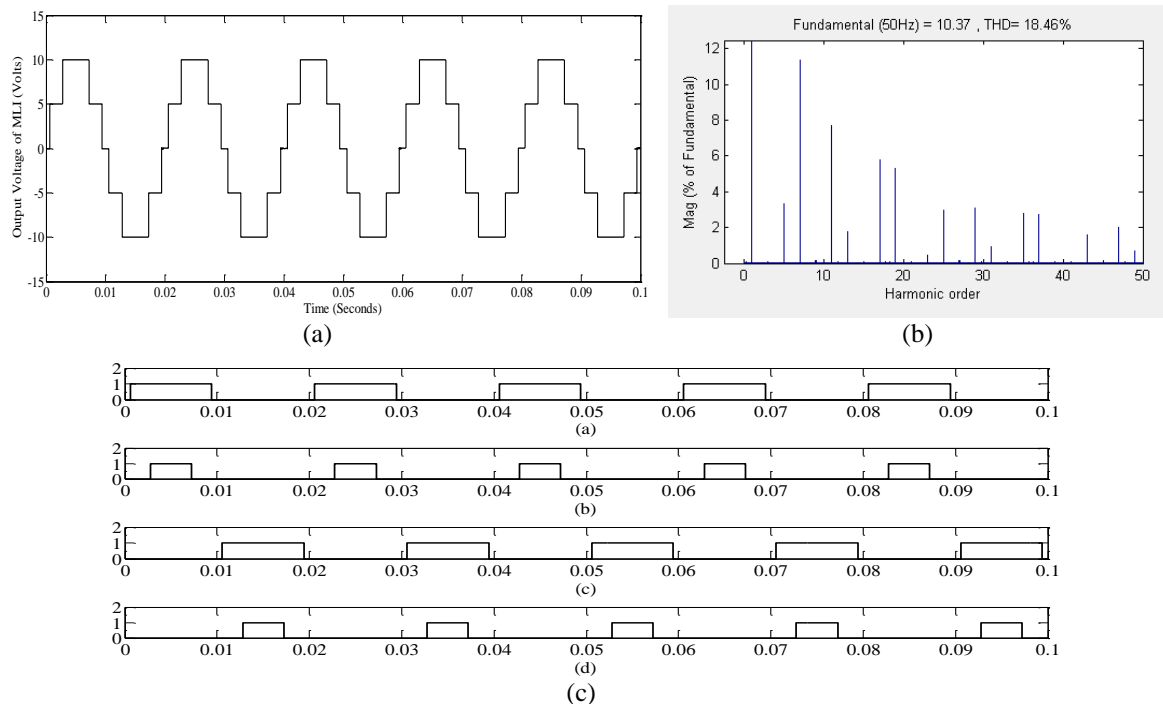 15
10
5
0
-5
-10
-15
Output Voltage of MLI (Volts)
0 0.01 0.02 0.03 0.04 0.05 0.06 0.07 0.08 0.09 0.1
Time (Seconds)
(a)
Fundamental (50Hz) = 10.37 , THD= 18.46%
12
10
8
6
4
2
0
Mag (% of Fundamental)
0 10 20 30 40 50
Harmonic order
(b)
2
1
0
0 0.01 0.02 0.03 0.04 0.05 0.06 0.07 0.08 0.09 0.1
(a)
2
1
0
0 0.01 0.02 0.03 0.04 0.05 0.06 0.07 0.08 0.09 0.1
(b)
2
1
0
0 0.01 0.02 0.03 0.04 0.05 0.06 0.07 0.08 0.09 0.1
(c)
2
1
0
0 0.01 0.02 0.03 0.04 0.05 0.06 0.07 0.08 0.09 0.1
(d)
(c)